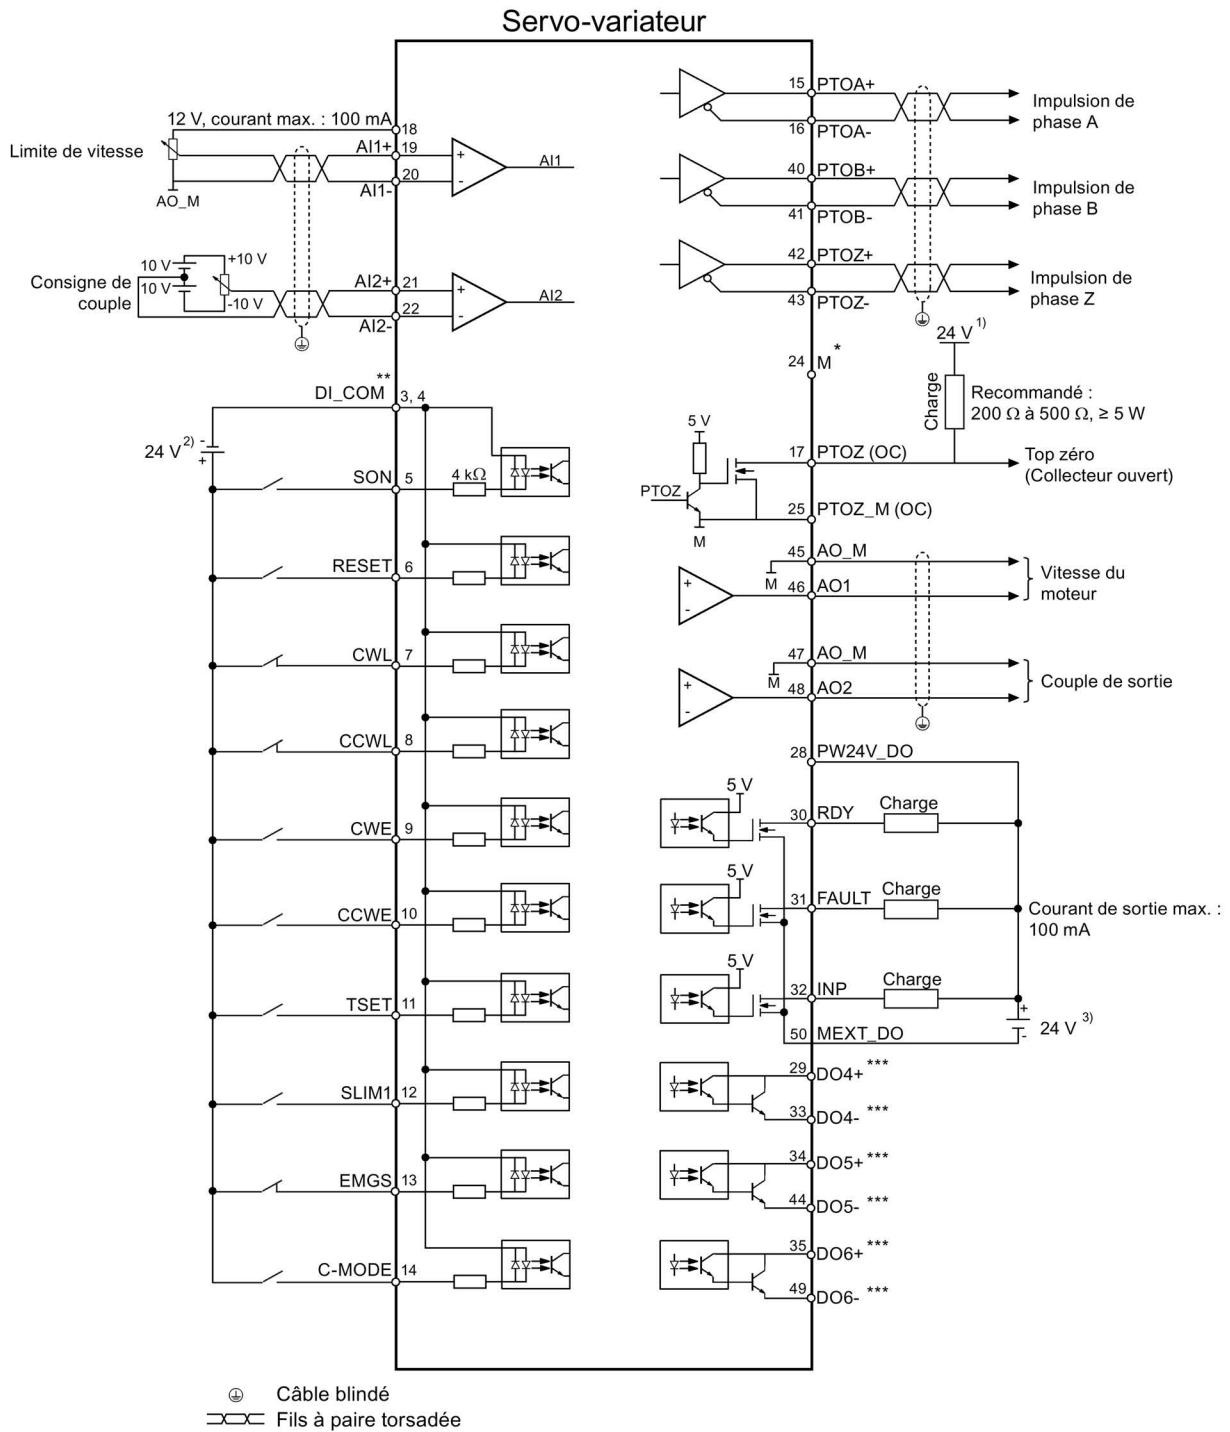 Servo-variateur
12 V, courant max. : 100 mA
18
Limite de vitesse
AI1+
19
20
AI1-
AI1
AO_M
Consigne de
couple
10 V
10 V
+10 V
-10 V
AI2+
21
22
AI2-
AI2
**
DI_COM
3, 4
24 V 2)
-
+
SON
5
4 kΩ
RESET
6
CWL
7
CCWL
8
CWE
9
CCWE
10
TSET
11
SLIM1
12
EMGS
13
C-MODE
14
15
PTOA+
16
PTOA-
Impulsion de
phase A
40
PTOB+
41
PTOB-
Impulsion de
phase B
42
PTOZ+
43
PTOZ-
Impulsion de
phase Z
24
M *
24 V 1)
Charge
Recommandé :
200 Ω à 500 Ω, ≥ 5 W
5 V
PTOZ
M
17
PTOZ (OC)
Top zéro
(Collecteur ouvert)
25
PTOZ_M (OC)
45
AO_M
M
46
AO1
+
-
Vitesse du
moteur
47
AO_M
M
48
AO2
+
-
Couple de sortie
28
PW24V_DO
5 V
30
RDY
Charge
5 V
31
FAULT
Charge
Courant de sortie max. :
100 mA
5 V
32
INP
Charge
+
-
24 V 3)
50
MEXT_DO
29
DO4+ ***
33
DO4- ***
34
DO5+ ***
44
DO5- ***
35
DO6+ ***
49
DO6- ***
Câble blindé
Fils à paire torsadée